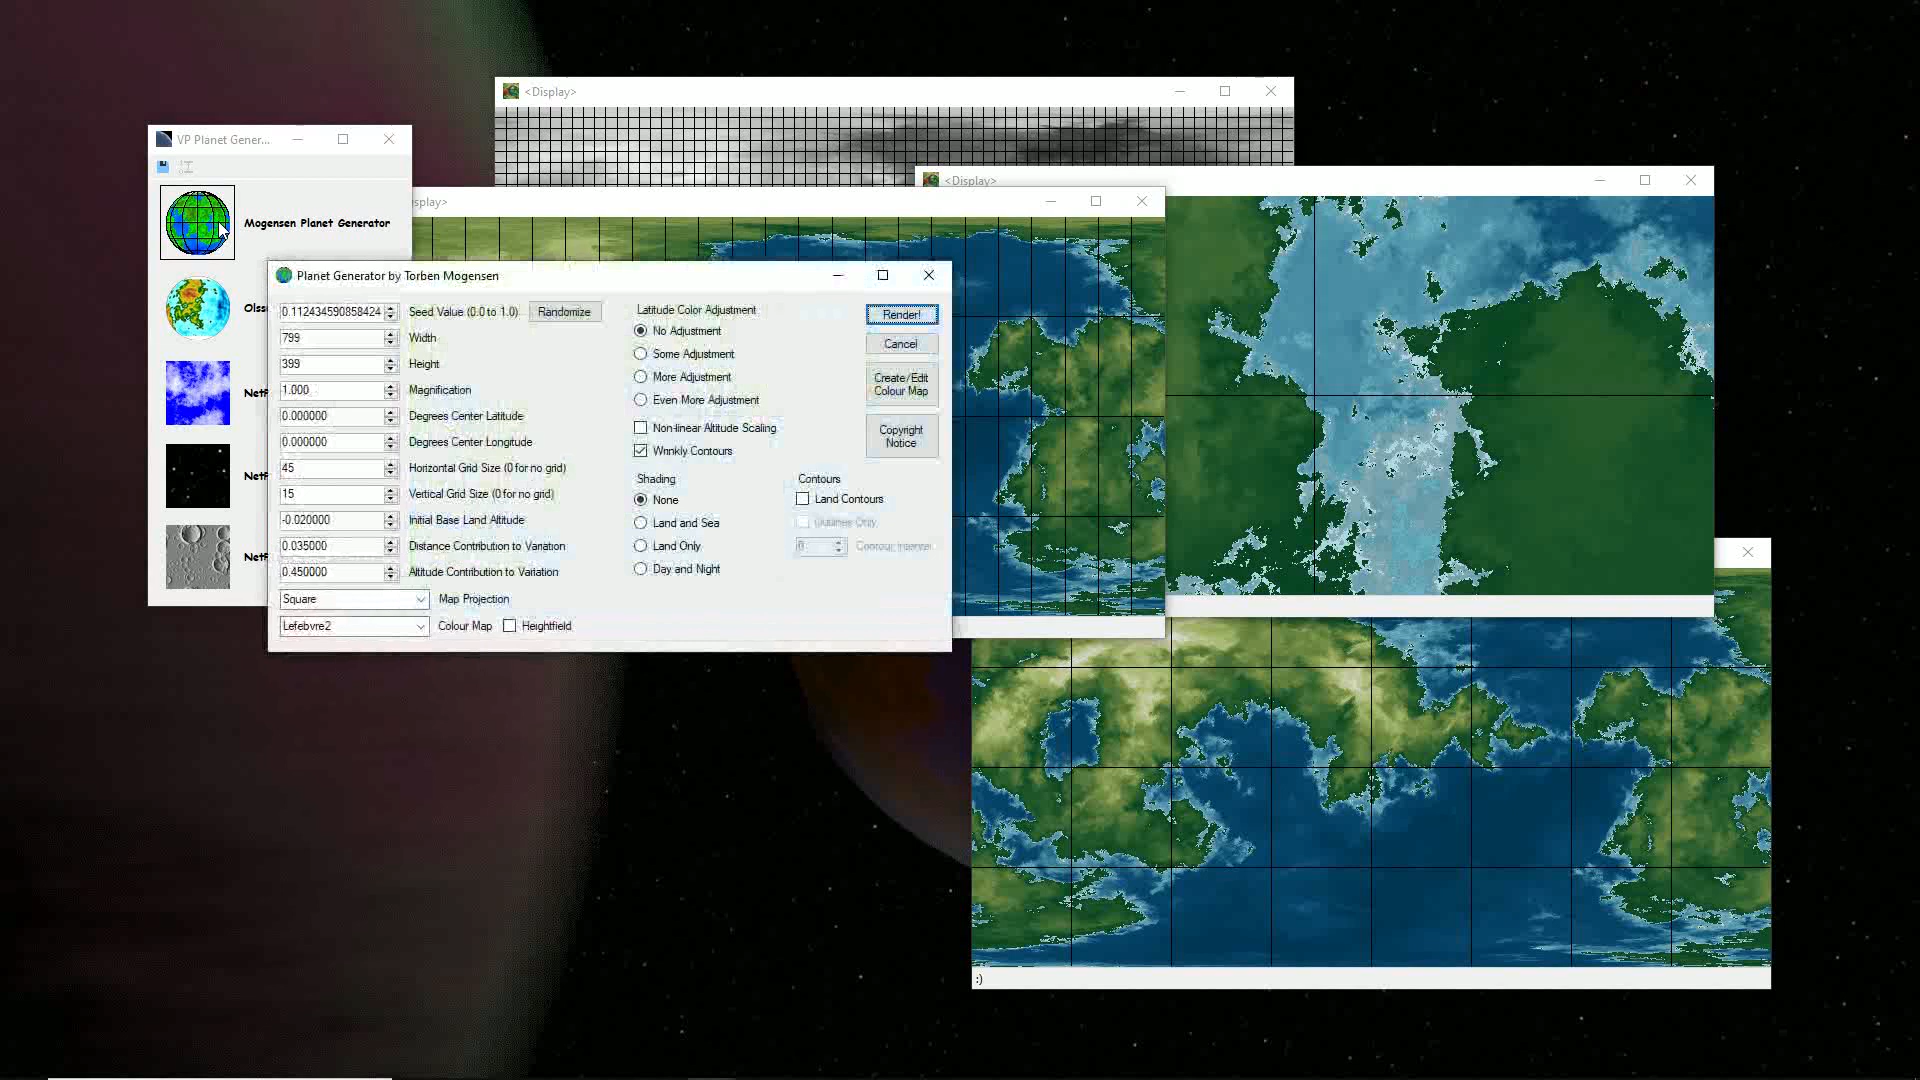 <Display>
VP Planet Gener...
<Display>
Mogensen Planet Generator
Planet Generator by Torben Mogensen
0.112434590858424 Seed Value (0.0 to 1.0) Randomize
799 Width
399 Height
1.000 Magnification
0.000000 Degrees Center Latitude
0.000000 Degrees Center Longitude
45 Horizontal Grid Size (0 for no grid)
15 Vertical Grid Size (0 for no grid)
-0.020000 Initial Base Land Altitude
0.035000 Distance Contribution to Variation
0.450000 Altitude Contribution to Variation
Square Map Projection
Lefebvre2 Colour Map Heightfield
Latitude Color Adjustment
No Adjustment
Some Adjustment
More Adjustment
Even More Adjustment
Non-linear Altitude Scaling
Wrinkly Contours
Shading
None
Land and Sea
Land Only
Day and Night
Contours
Land Contours
Outlines Only
0 Contour Interval
Render!
Cancel
Create/Edit
Colour Map
Copyright
Notice
:)